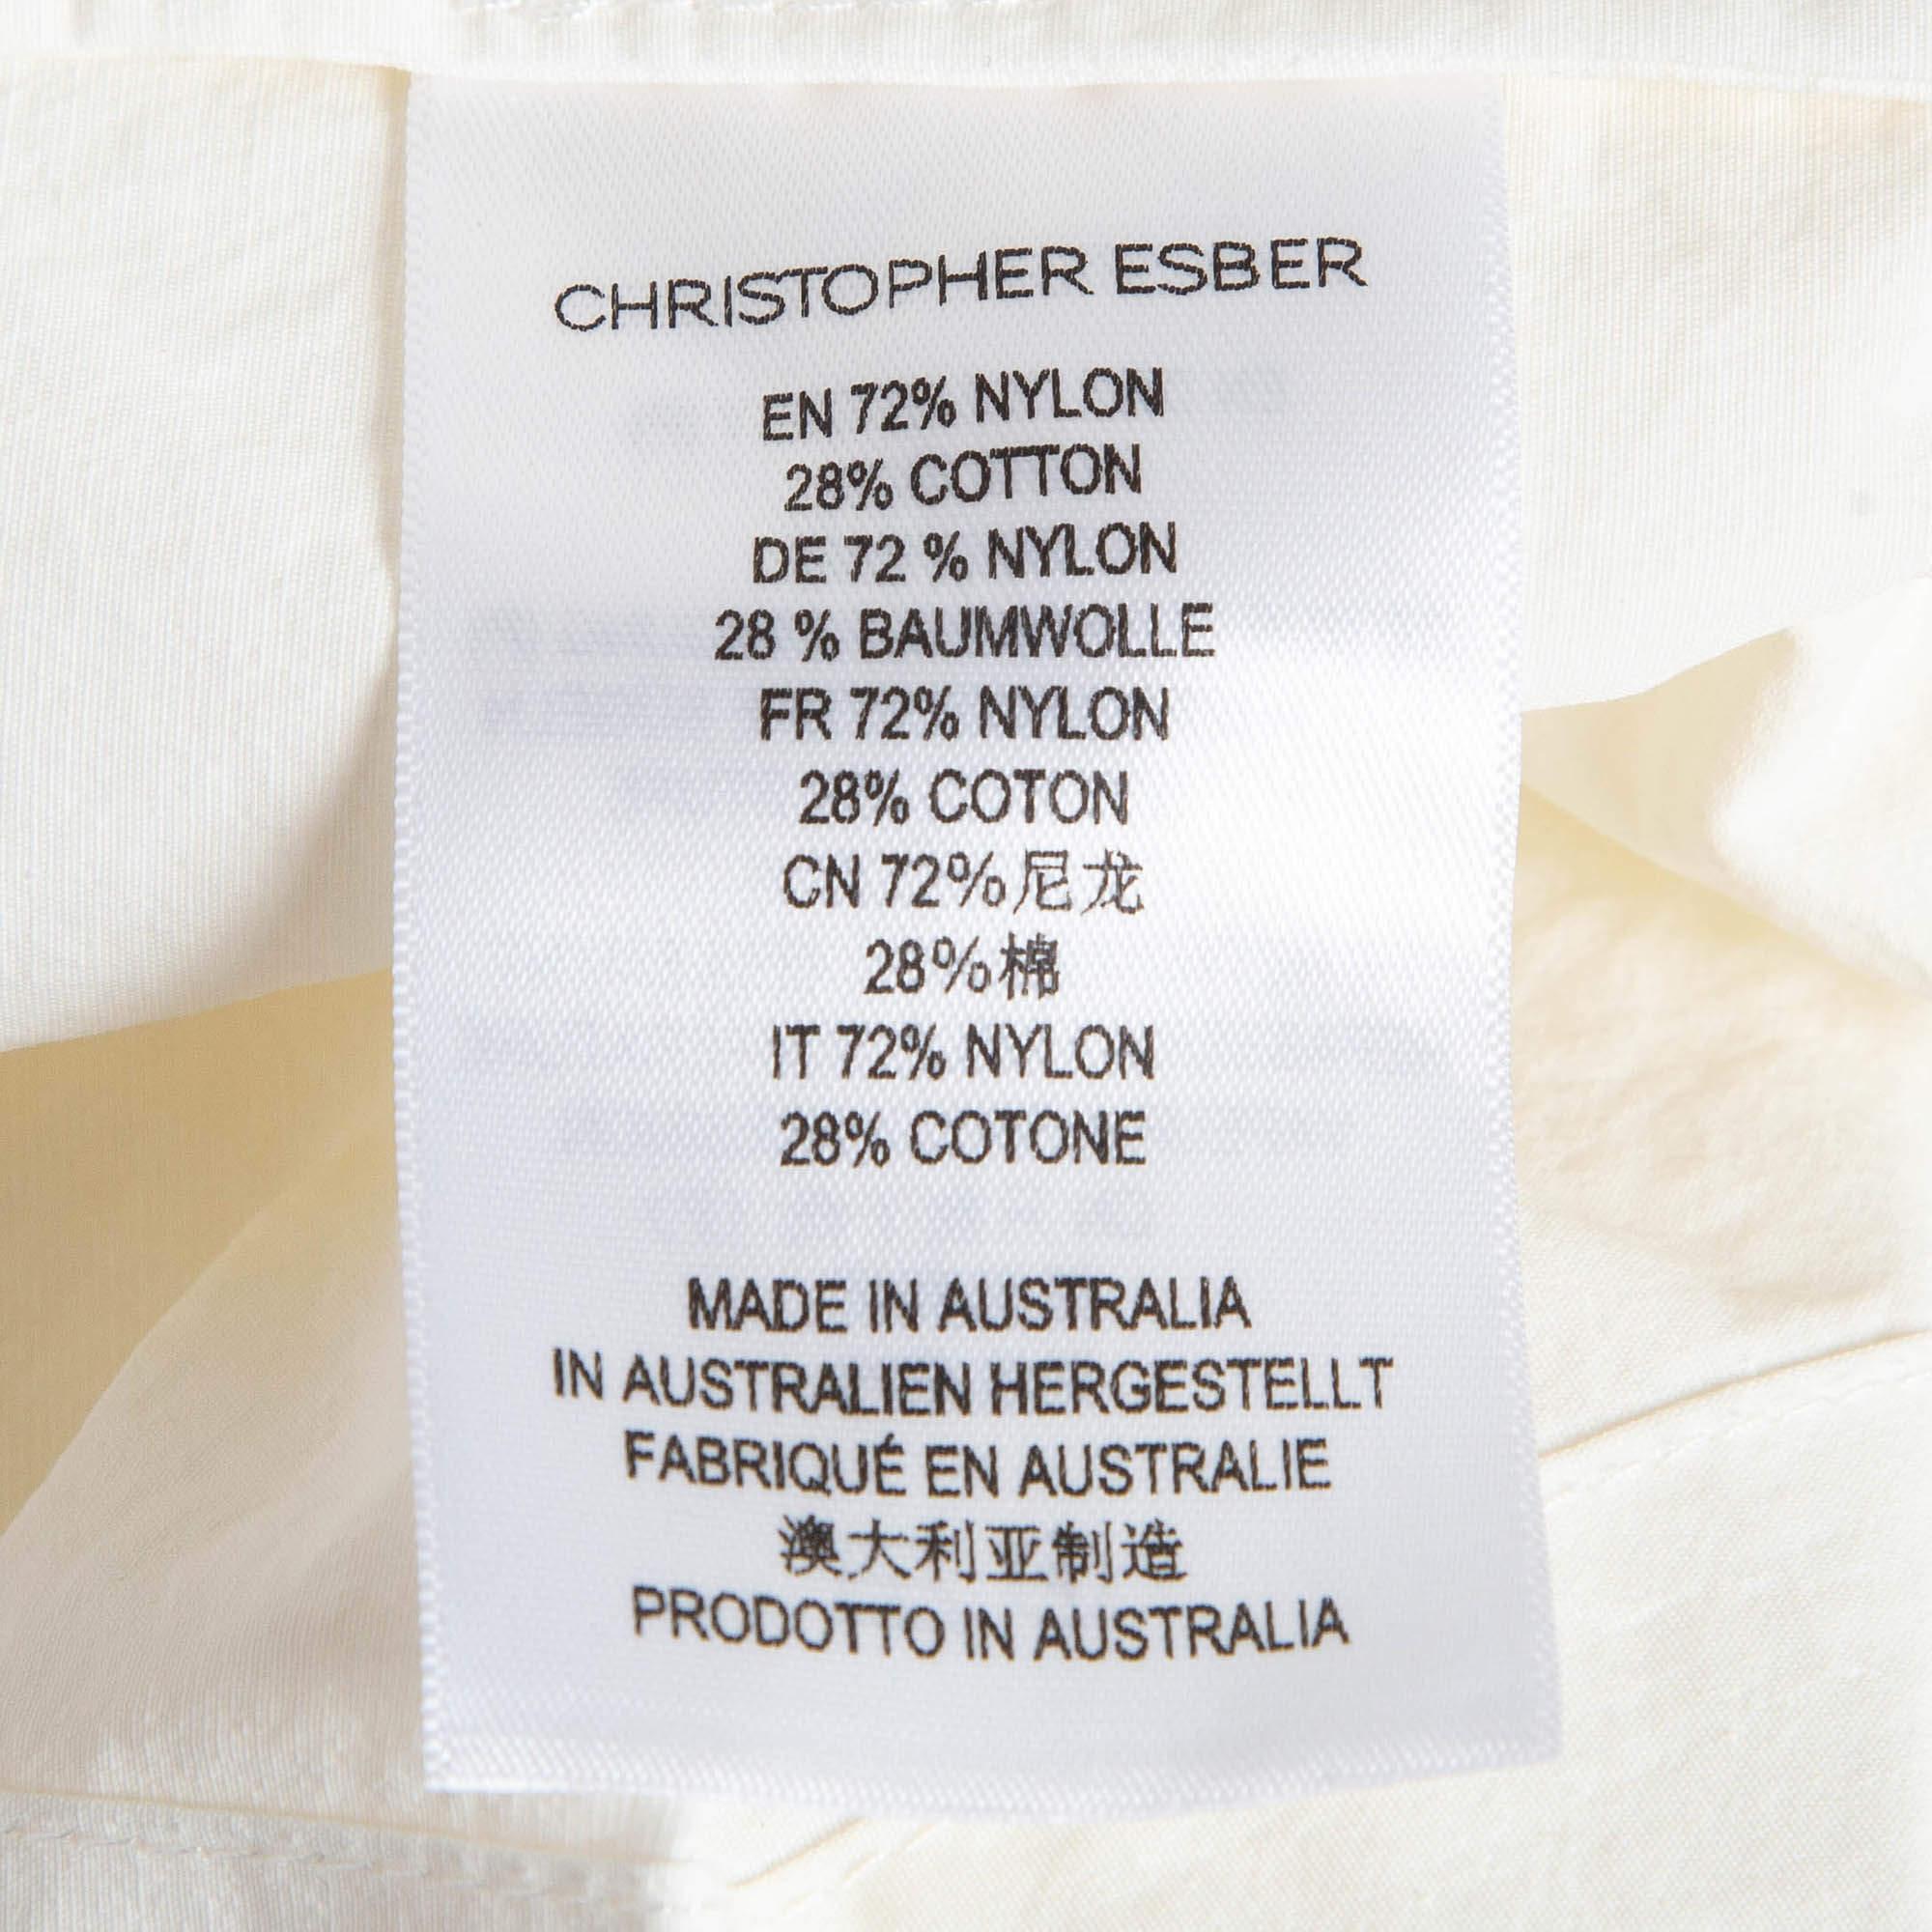 CHRISTOPHER ESBER
EN 72% NYLON
28% COTTON
DE 72 % NYLON
28 % BAUMWOLLE
FR 72% NYLON
28% COTON
CN 72%尼龙
28%棉
IT 72% NYLON
28% COTONE
MADE IN AUSTRALIA
IN AUSTRALIEN HERGESTELLT
FABRIQUÉ EN AUSTRALIE
澳大利亚制造
PRODOTTO IN AUSTRALIA